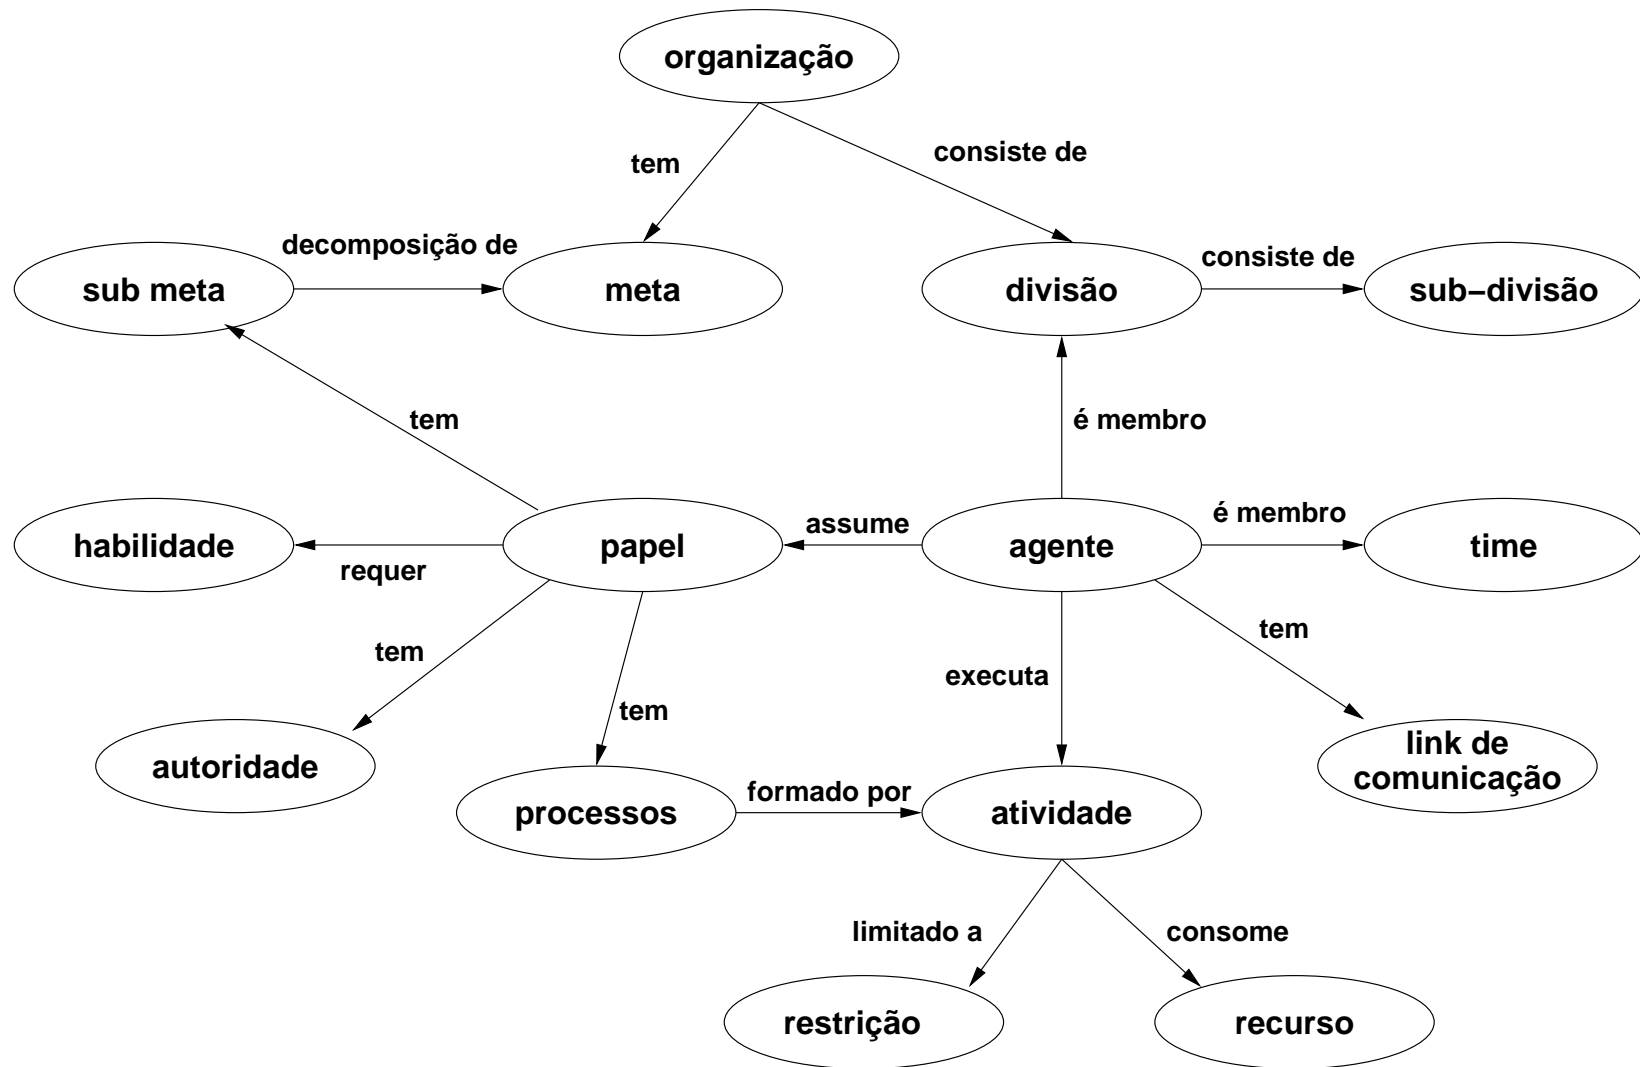 organização
tem
consiste de
decomposição de
consiste de
sub meta
meta
divisão
sub–divisão
tem
é membro
habilidade
requer
papel
assume
agente
é membro
time
tem
tem
executa
tem
autoridade
processos
formado por
atividade
link de
comunicação
limitado a
consome
restrição
recurso